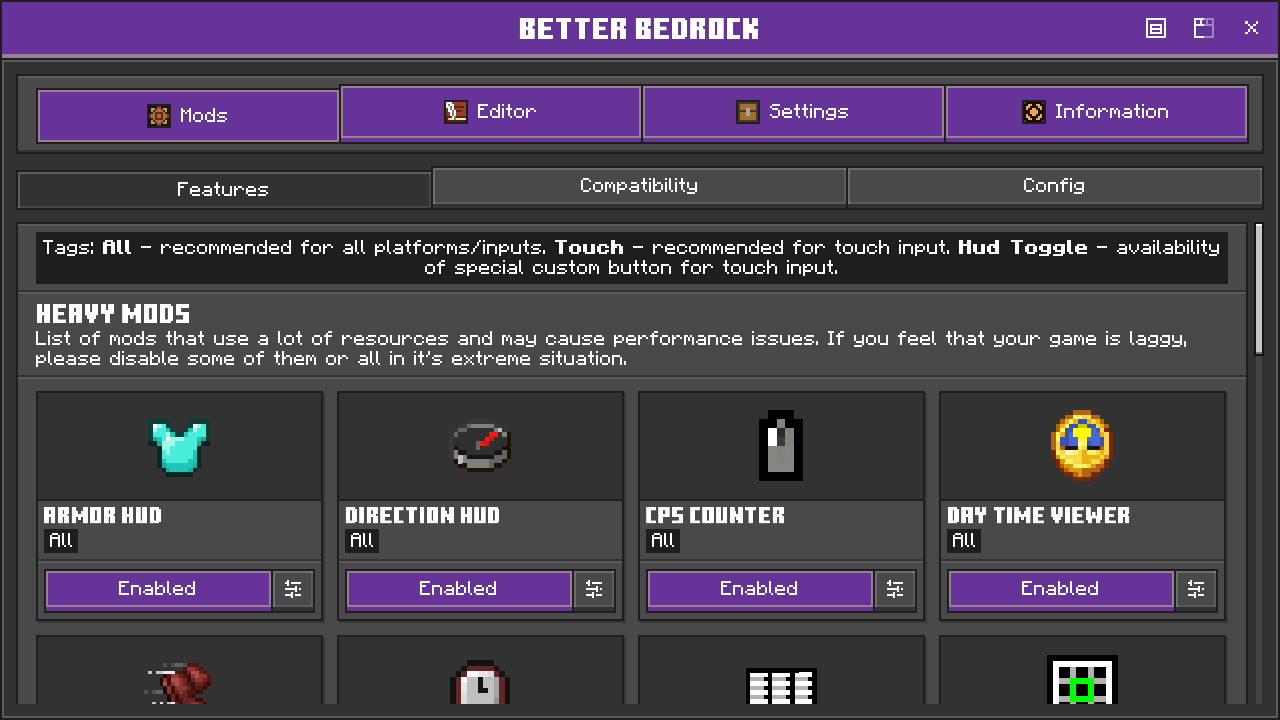 BETTER BEDROCK
Mods
Editor
Settings
Information
Features
Compatibility
Config
Tags: All - recommended for all platforms/inputs. Touch - recommended for touch input. Hud Toggle - availability
of special custom button for touch input.
HEAVY MODS
List of mods that use a lot of resources and may cause performance issues. If you feel that your game is laggy,
please disable some of them or all in it's extreme situation.
ARMOR HUD
All
Enabled
DIRECTION HUD
All
Enabled
CPS COUNTER
All
Enabled
DAY TIME VIEWER
All
Enabled